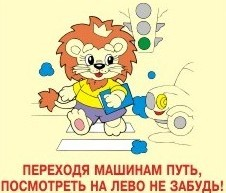 ПЕРЕХОДЯ МАШИНАМ ПУТЬ,
ПОСМОТРЕТЬ НА ЛЕВО НЕ ЗАБУДЬ!